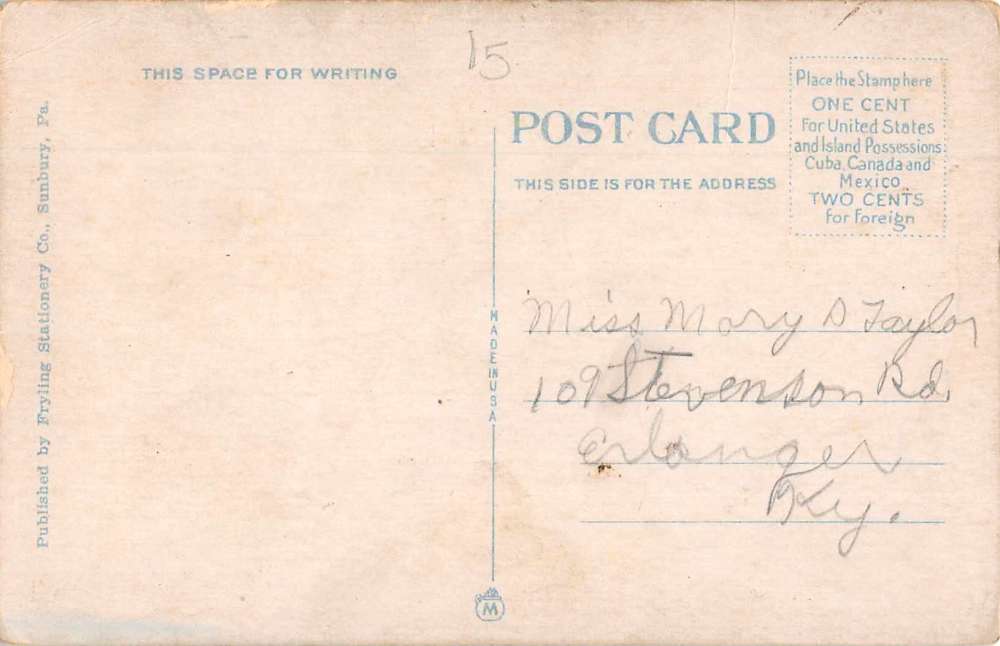 15
THIS SPACE FOR WRITING
POST CARD
THIS SIDE IS FOR THE ADDRESS
Place the Stamp here
ONE CENT
For United States
and Island Possessions
Cuba, Canada and
Mexico
TWO CENTS
for Foreign
Published by Fryling Stationery Co., Sunbury, Pa.
MADE IN USA
Miss Mary D Taylor
109 Stevenson Rd.
Erlanger
Ky.
M